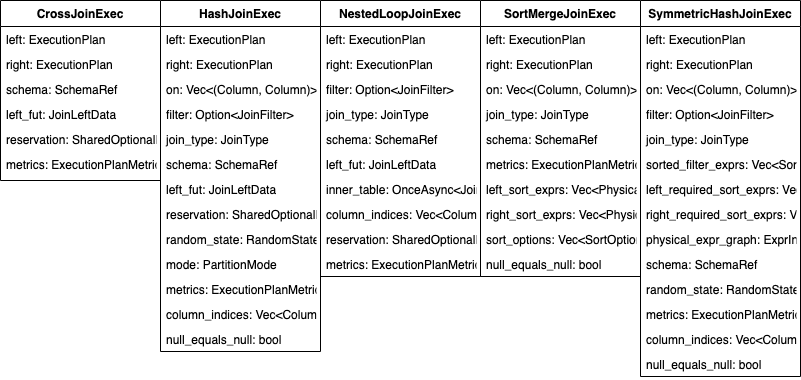 CrossJoinExec
left: ExecutionPlan
right: ExecutionPlan
schema: SchemaRef
left_fut: JoinLeftData
reservation: SharedOptionalI
metrics: ExecutionPlanMetric
HashJoinExec
left: ExecutionPlan
right: ExecutionPlan
on: Vec<(Column, Column)>
filter: Option<JoinFilter>
join_type: JoinType
schema: SchemaRef
left_fut: JoinLeftData
reservation: SharedOptionalI
random_state: RandomState
mode: PartitionMode
metrics: ExecutionPlanMetric
column_indices: Vec<Colum
null_equals_null: bool
NestedLoopJoinExec
left: ExecutionPlan
right: ExecutionPlan
filter: Option<JoinFilter>
join_type: JoinType
schema: SchemaRef
left_fut: JoinLeftData
inner_table: OnceAsync<Joi
column_indices: Vec<Colum
reservation: SharedOptionalI
metrics: ExecutionPlanMetric
SortMergeJoinExec
left: ExecutionPlan
right: ExecutionPlan
on: Vec<(Column, Column)>
join_type: JoinType
schema: SchemaRef
metrics: ExecutionPlanMetric
left_sort_exprs: Vec<Physica
right_sort_exprs: Vec<Physi
sort_options: Vec<SortOptio
null_equals_null: bool
SymmetricHashJoinExec
left: ExecutionPlan
right: ExecutionPlan
on: Vec<(Column, Column)>
filter: Option<JoinFilter>
join_type: JoinType
sorted_filter_exprs: Vec<Sor
left_required_sort_exprs: Ve
right_required_sort_exprs: V
physical_expr_graph: ExprIn
schema: SchemaRef
random_state: RandomState
metrics: ExecutionPlanMetric
column_indices: Vec<Colum
null_equals_null: bool